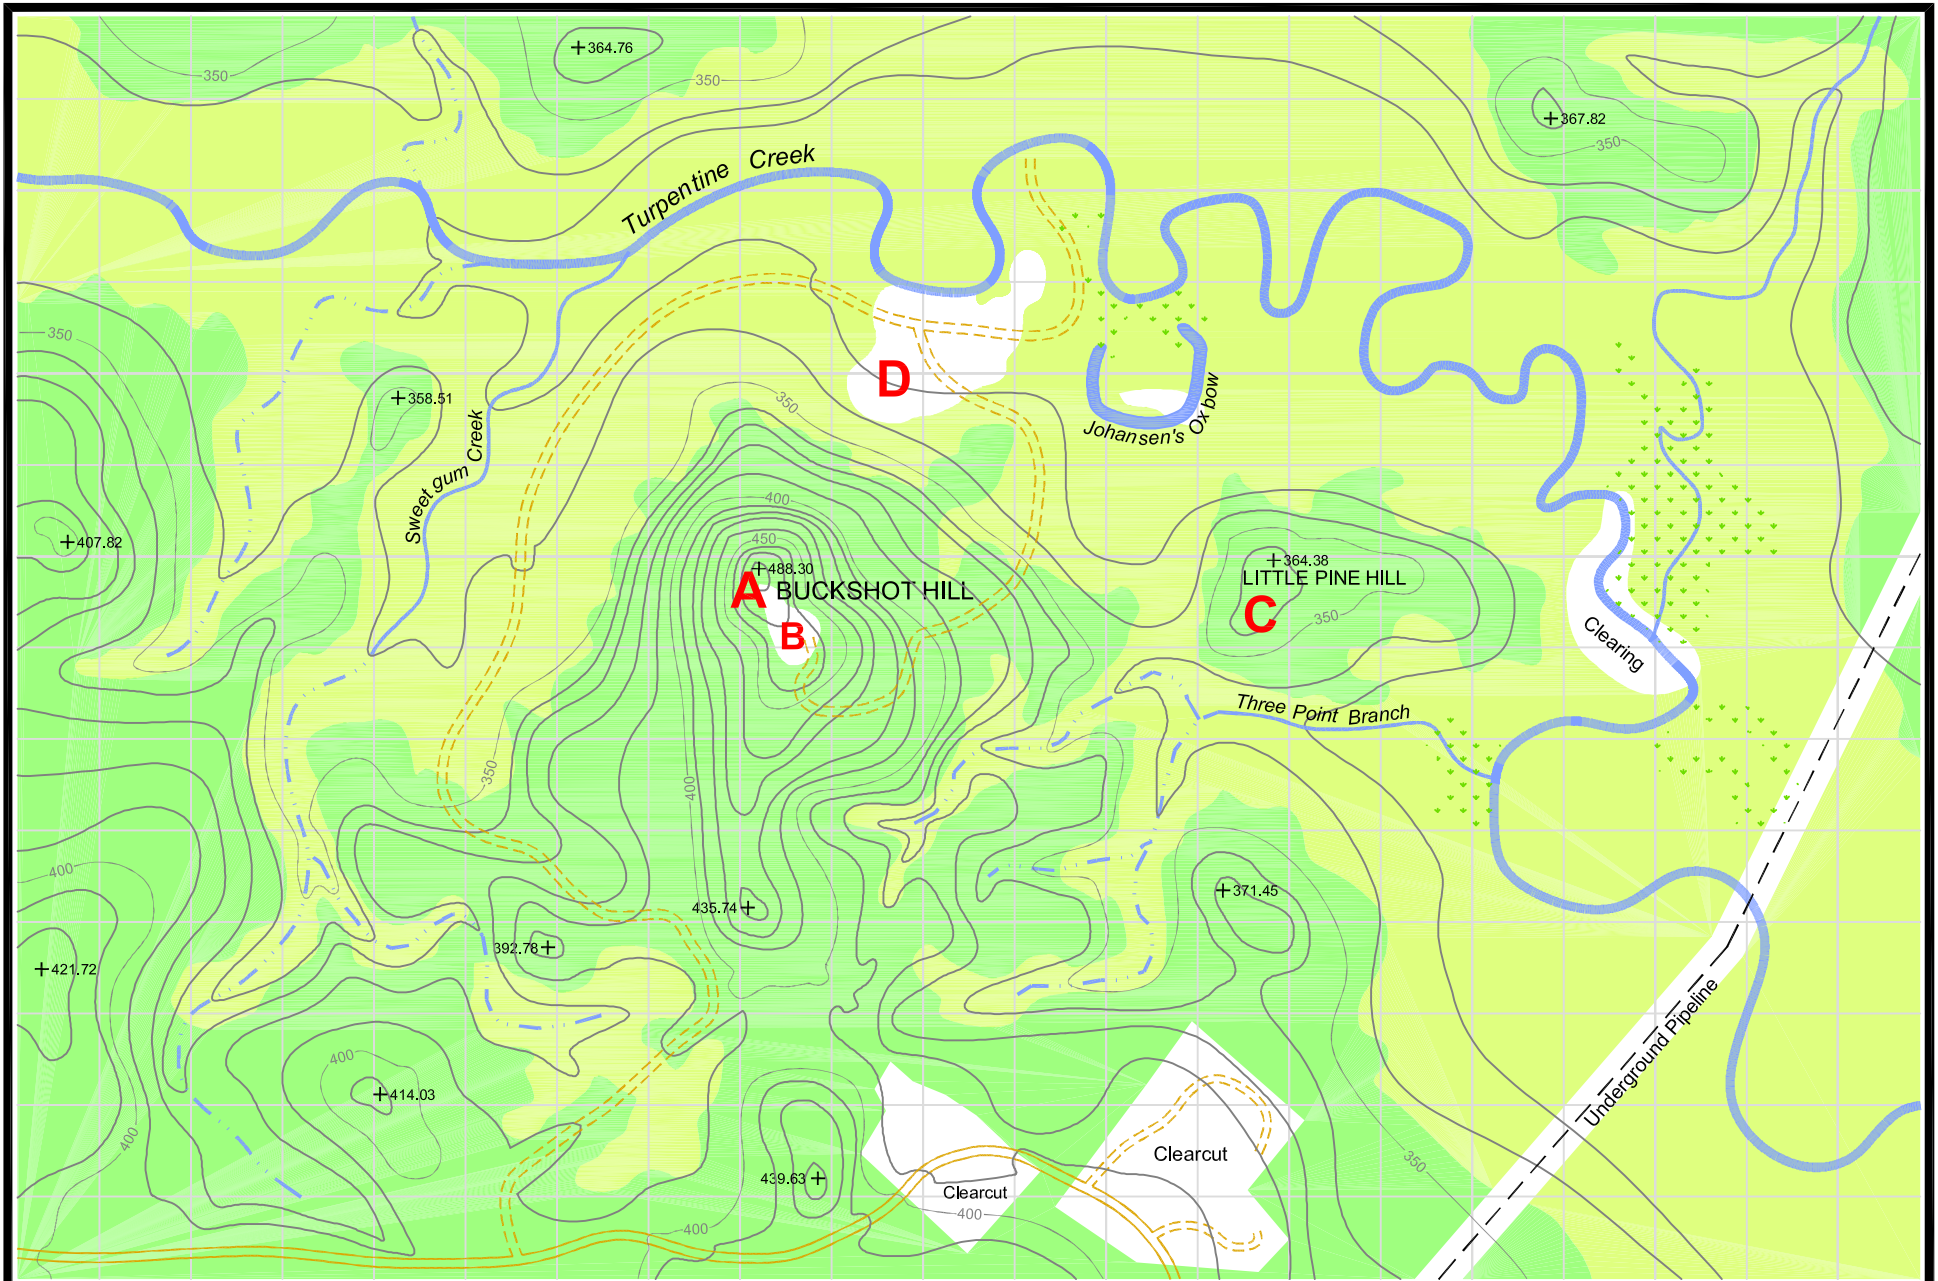 364.76
350
350
367.82
350
Turpentine Creek
350
358.51
350
Johansen's Ox bow
Sweet gum Creek
400
450
407.82
488.30
A
BUCKSHOT HILL
B
D
364.38
LITTLE PINE HILL
C
350
Clearing
Three Point Branch
350
400
400
435.74
371.45
392.78
421.72
Underground Pipeline
400
414.03
400
Clearcut
350
439.63
Clearcut
400
400